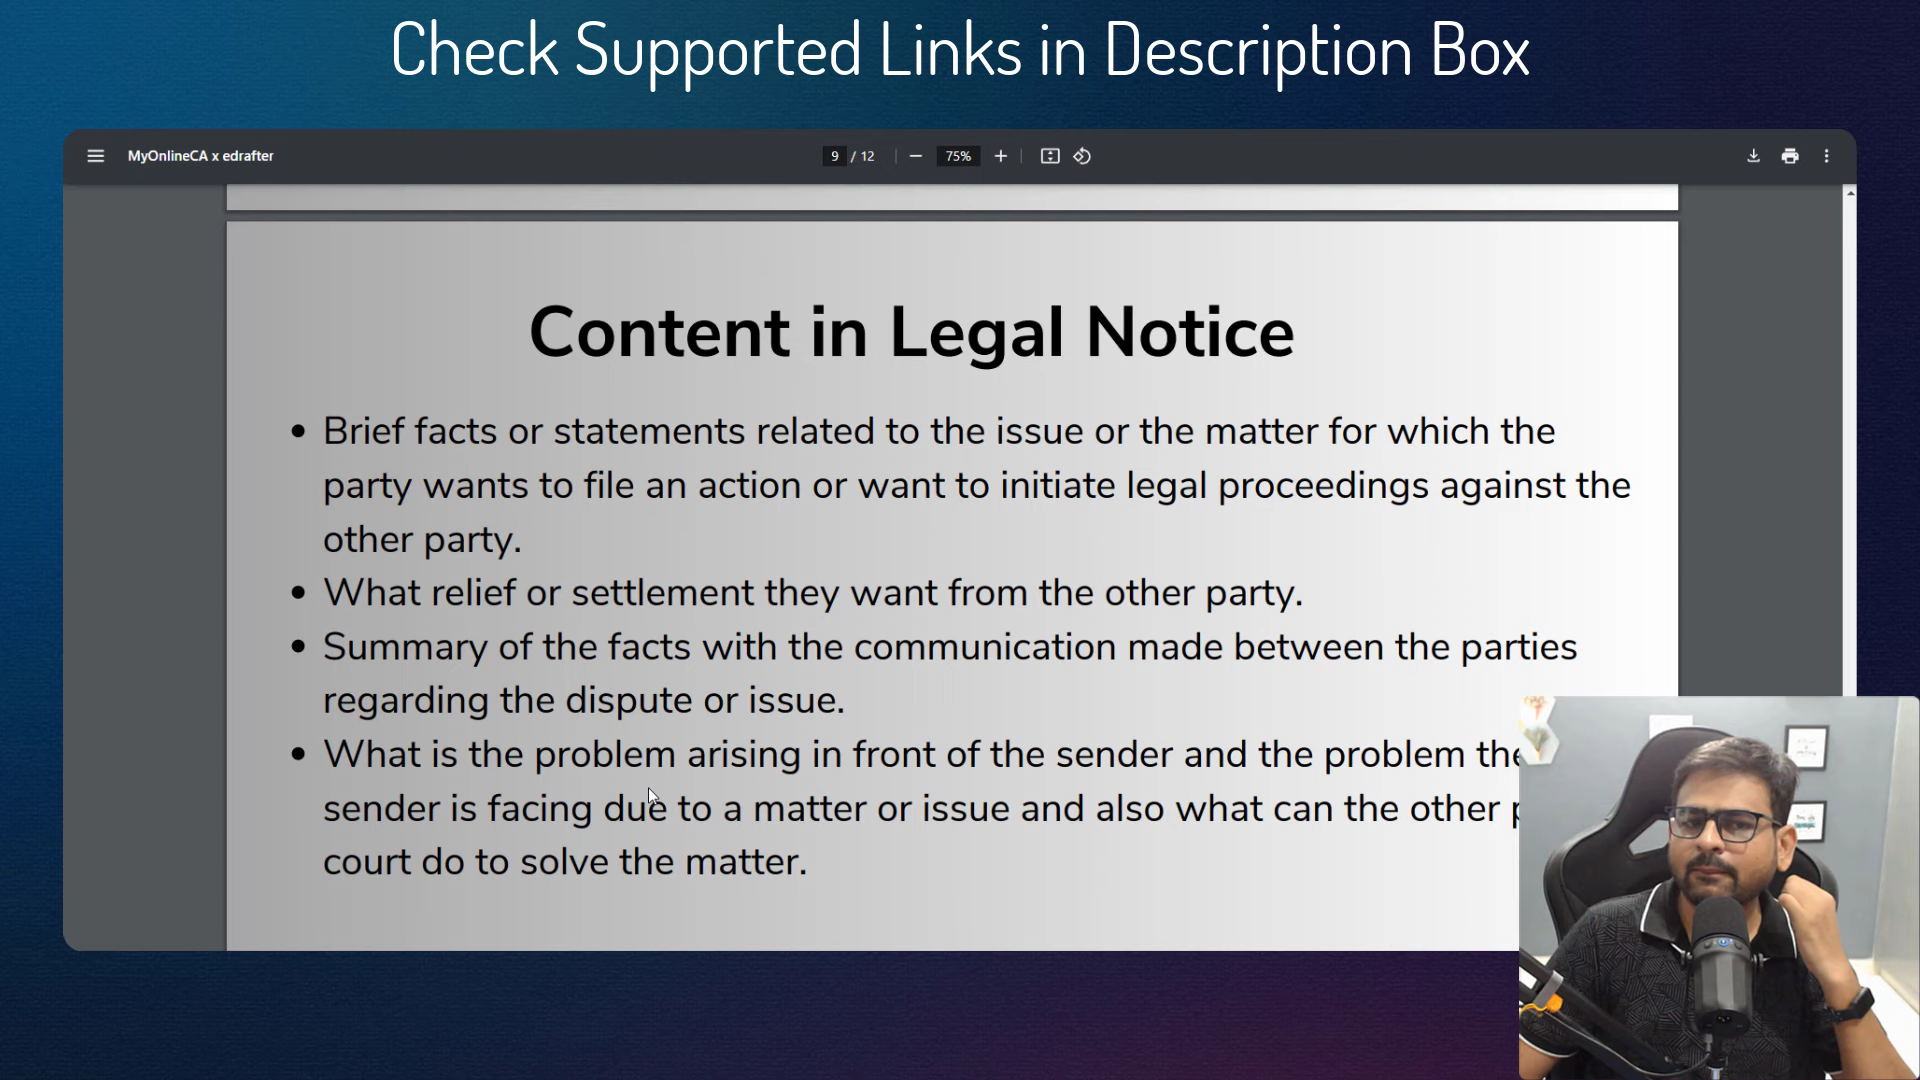 Check Supported Links in Description Box
MyOnlineCA x edrafter
9 / 12
75%
Content in Legal Notice
• Brief facts or statements related to the issue or the matter for which the
party wants to file an action or want to initiate legal proceedings against the
other party.
• What relief or settlement they want from the other party.
• Summary of the facts with the communication made between the parties
regarding the dispute or issue.
• What is the problem arising in front of the sender and the problem the
sender is facing due to a matter or issue and also what can the other
court do to solve the matter.